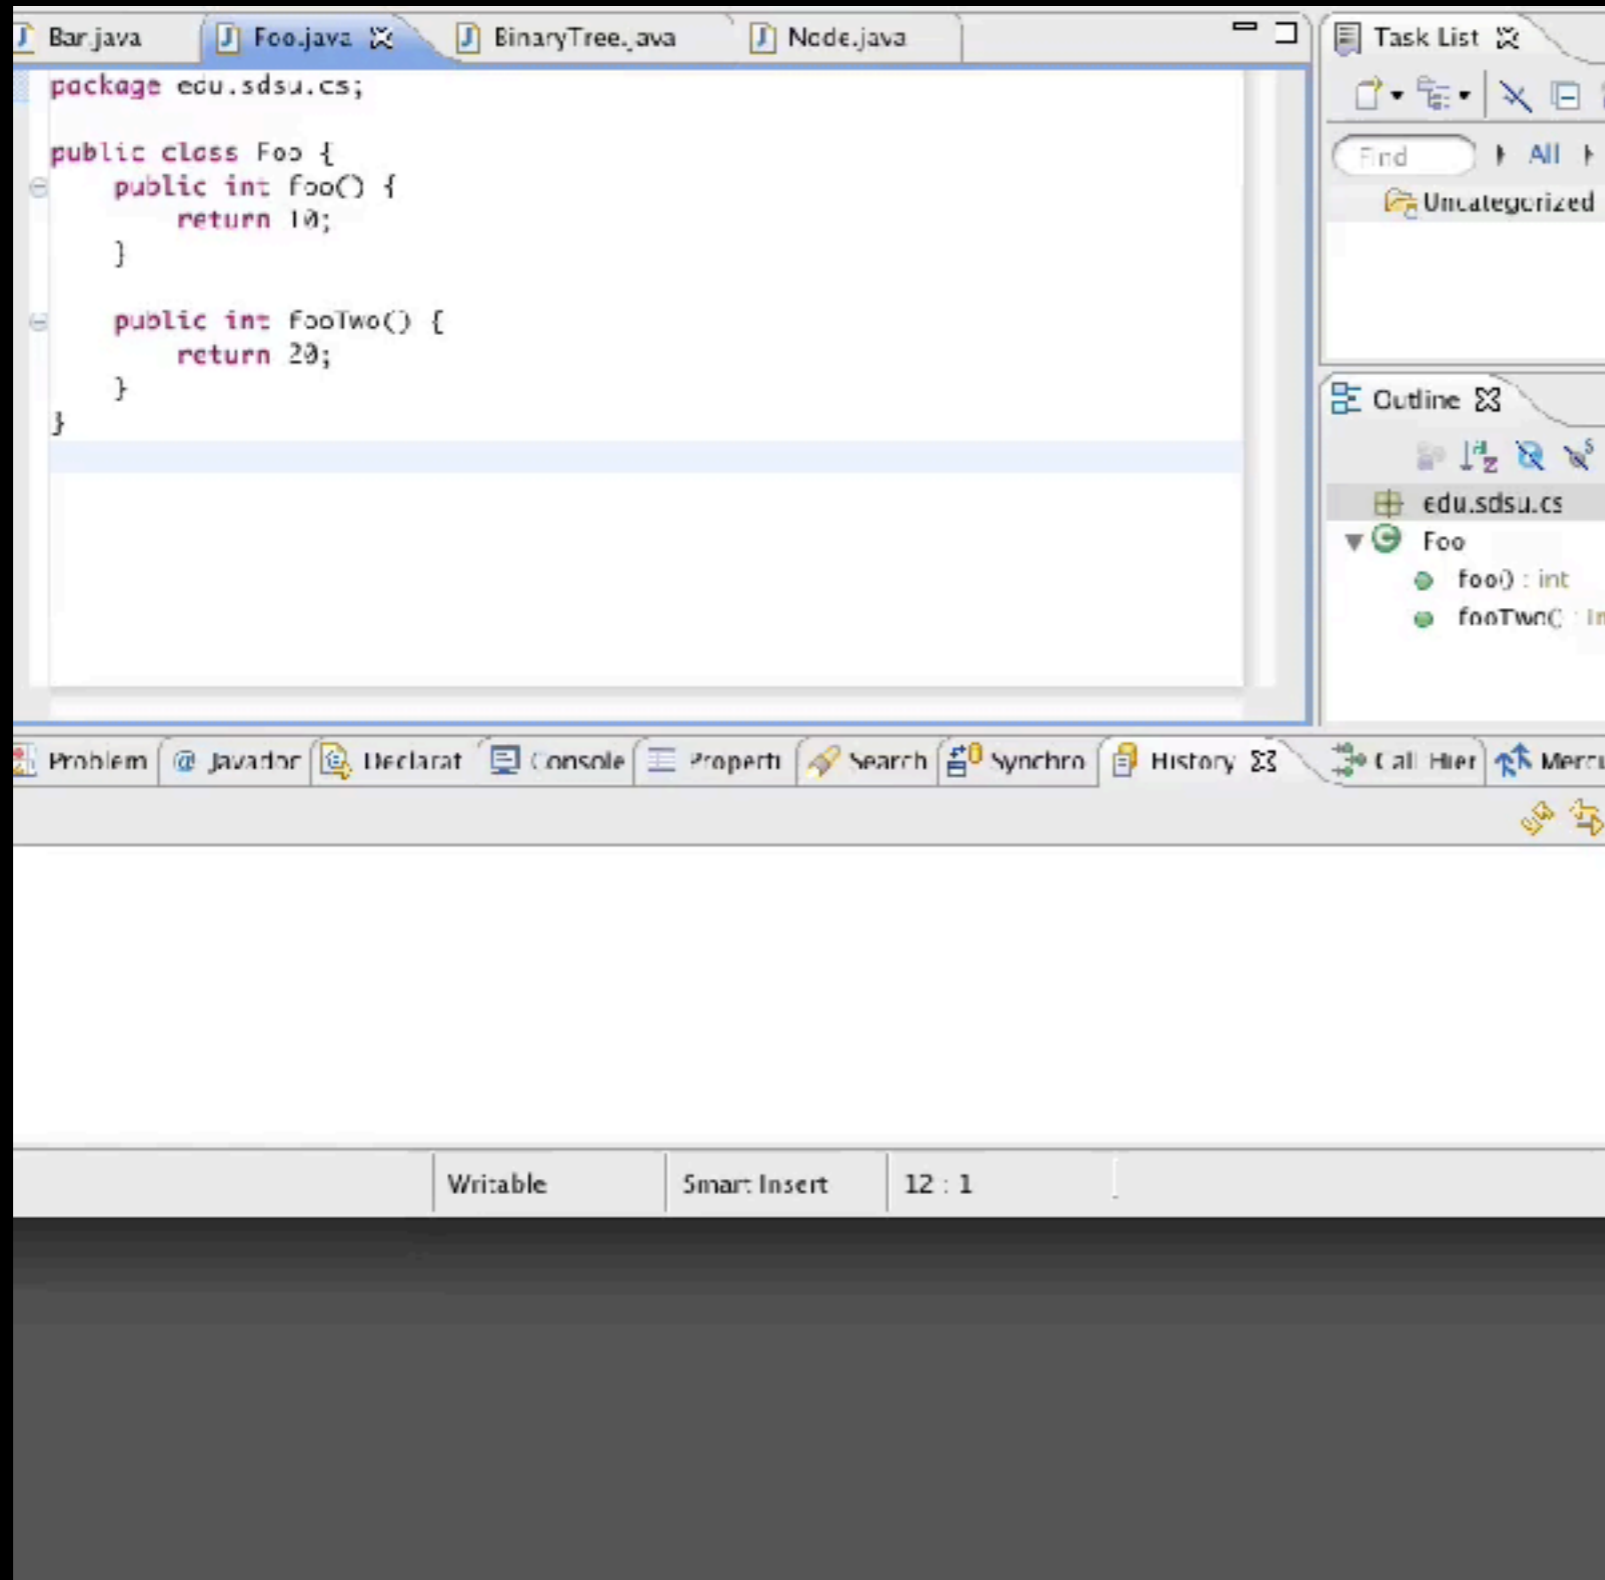 Bar.java
Foo.java
BinaryTree.java
Node.java
package edu.sdsu.cs;
public class Foo {
public int foo() {
return 10;
}
public int fooTwo() {
return 20;
}
}
Task List
Find
All
Uncategorized
Outline
edu.sdsu.cs
Foo
foo() : int
fooTwo() : in
Problem
@ Javadoc
Declarat
Console
Properti
Search
Synchro
History
Call Hier
Mercu
Writable
Smart Insert
12 : 1